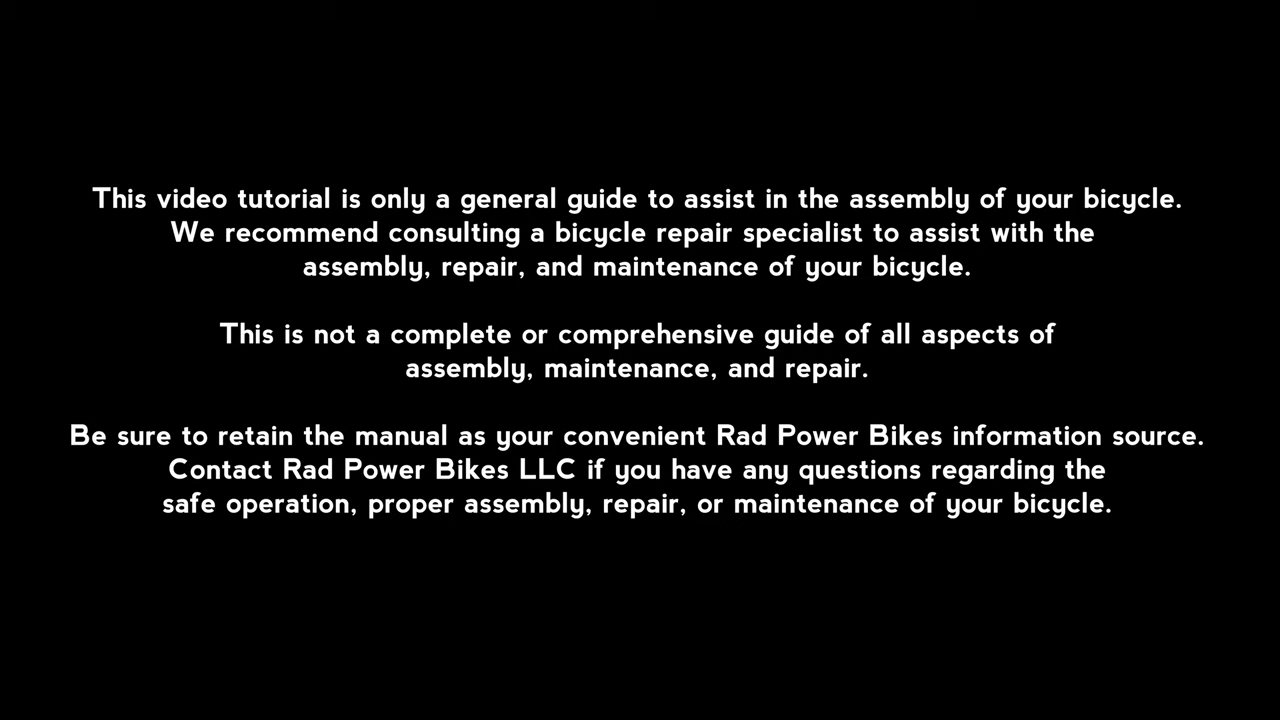 This video tutorial is only a general guide to assist in the assembly of your bicycle.
We recommend consulting a bicycle repair specialist to assist with the
assembly, repair, and maintenance of your bicycle.
This is not a complete or comprehensive guide of all aspects of
assembly, maintenance, and repair.
Be sure to retain the manual as your convenient Rad Power Bikes information source.
Contact Rad Power Bikes LLC if you have any questions regarding the
safe operation, proper assembly, repair, or maintenance of your bicycle.